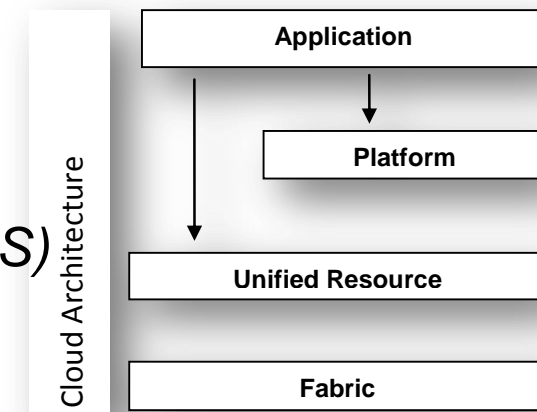 Application
Platform
S)
Cloud Architecture
Unified Resource
Fabric